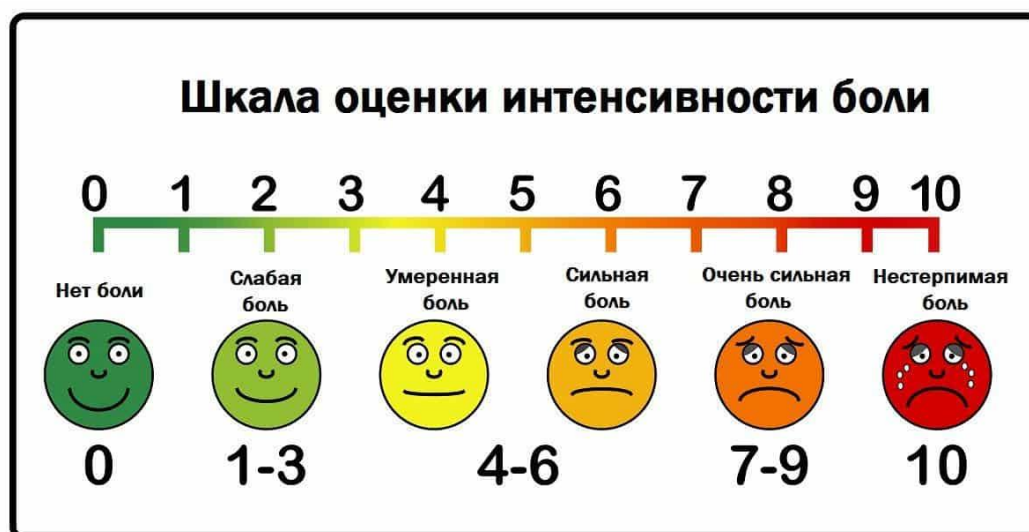 Шкала оценки интенсивности боли
0 1 2 3 4 5 6 7 8 9 10
Нет боли
Слабая
боль
Умеренная
боль
Сильная
боль
Очень сильная
боль
Нестерпимая
боль
0 1-3 4-6 7-9 10